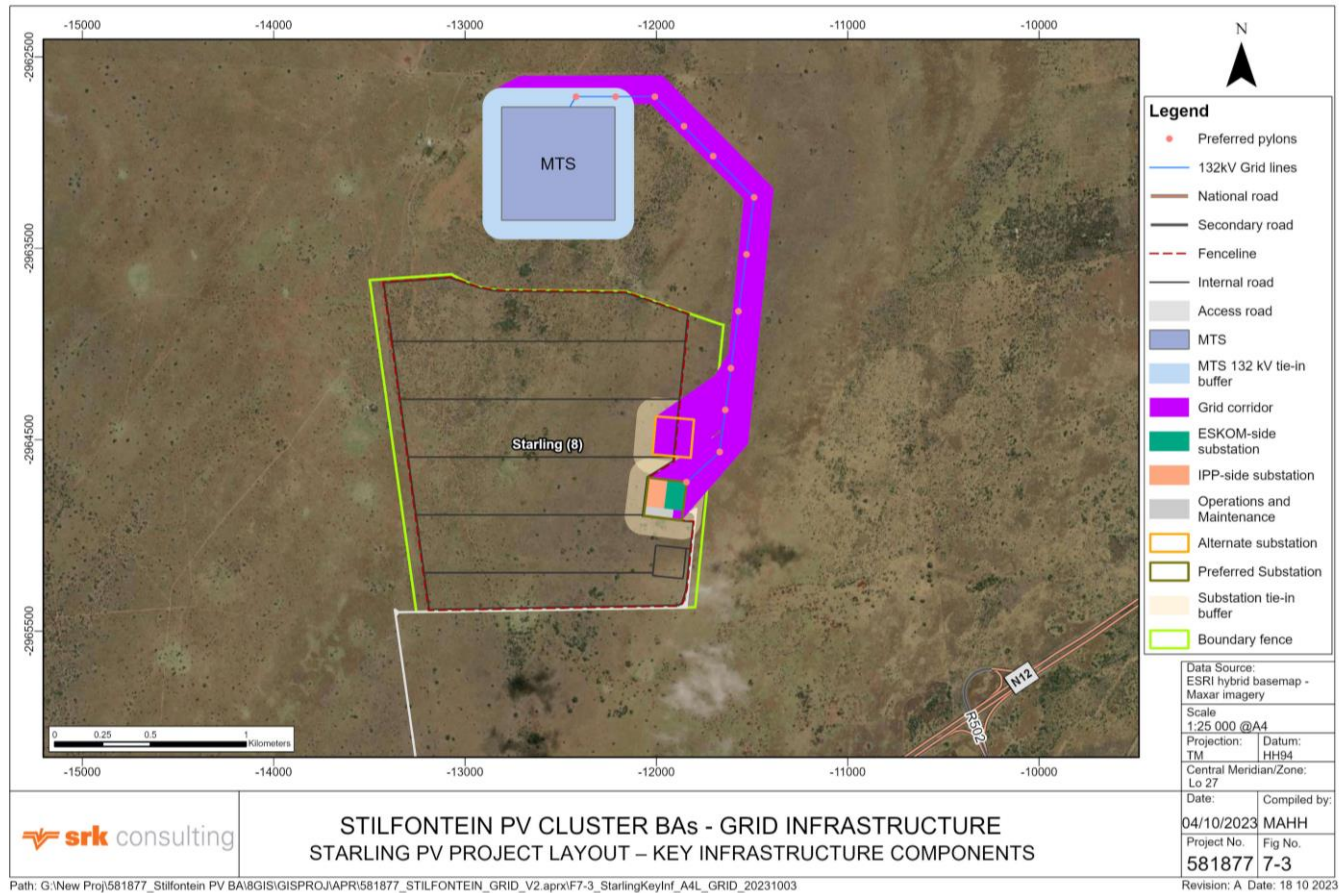 -15000 -14000 -13000 -12000 -11000 -10000
-2962500
-2963500
-2964500
-2965500
MTS
Starling (8)
N12
R502
0 0.25 0.5 1
Kilometers
-15000 -14000 -13000 -12000 -11000 -10000
N
Legend
Preferred pylons
132kV Grid lines
National road
Secondary road
Fenceline
Internal road
Access road
MTS
MTS 132 kV tie-in
buffer
Grid corridor
ESKOM-side
substation
IPP-side substation
Operations and
Maintenance
Alternate substation
Preferred Substation
Substation tie-in
buffer
Boundary fence
Data Source:
ESRI hybrid basemap -
Maxar imagery
Scale
1:25 000 @A4
Projection: Datum:
TM HH94
Central Meridian/Zone:
Lo 27
Date: Compiled by:
04/10/2023 MAHH
Project No. Fig No.
581877 7-3
srk consulting
STILFONTEIN PV CLUSTER BAs - GRID INFRASTRUCTURE
STARLING PV PROJECT LAYOUT – KEY INFRASTRUCTURE COMPONENTS
Path: G:\New Proj\581877_Stilfontein PV BA\8GIS\GISPROJ\APR\581877_STILFONTEIN_GRID_V2.aprx\F7-3_StarlingKeyInf_A4L_GRID_20231003
Revision: A Date: 18 10 2023